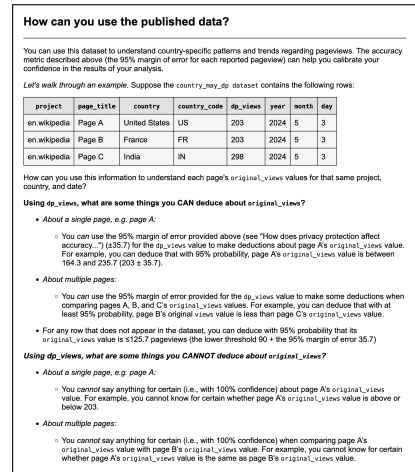 How can you use the published data?
You can use this dataset to understand country-specific patterns and trends regarding pageviews. The accuracy
metric described above (the 95% margin of error for each reported pageview) can help you calibrate your
confidence in the results of your analysis.
Let's walk through an example. Suppose the country_may_dp dataset contains the following rows:
project page_title country country_code dp_views year month day
en.wikipedia Page A United States US 203 2024 5 3
en.wikipedia Page B France FR 203 2024 5 3
en.wikipedia Page C India IN 298 2024 5 3
How can you use this information to understand each page's original_views values for that same project,
country, and date?
Using dp_views, what are some things you CAN deduce about original_views?
• About a single page, e.g. page A:
○ You can use the 95% margin of error provided above (see "How does privacy protection affect
accuracy...") (±35.7) for the dp_views value to make deductions about page A's original_views value.
For example, you can deduce that with 95% probability, page A's original_views value is between
164.3 and 235.7 (203 ± 35.7).
• About multiple pages:
○ You can use the 95% margin of error provided for the dp_views value to make some deductions when
comparing pages A, B, and C's original_views values. For example, you can deduce that with at
least 95% probability, page B's original views value is less than page C's original_views value.
• For any row that does not appear in the dataset, you can deduce with 95% probability that its
original_views value is ≤125.7 pageviews (the lower threshold 90 + the 95% margin of error 35.7)
Using dp_views, what are some things you CANNOT deduce about original_views?
• About a single page, e.g. page A:
○ You cannot say anything for certain (i.e., with 100% confidence) about page A's original_views
value. For example, you cannot know for certain whether page A's original_views value is above or
below 203.
• About multiple pages:
○ You cannot say anything for certain (i.e., with 100% confidence) when comparing page A's
original_views value with page B's original_views value. For example, you cannot know for certain
whether page A's original_views value is the same as page B's original_views value.